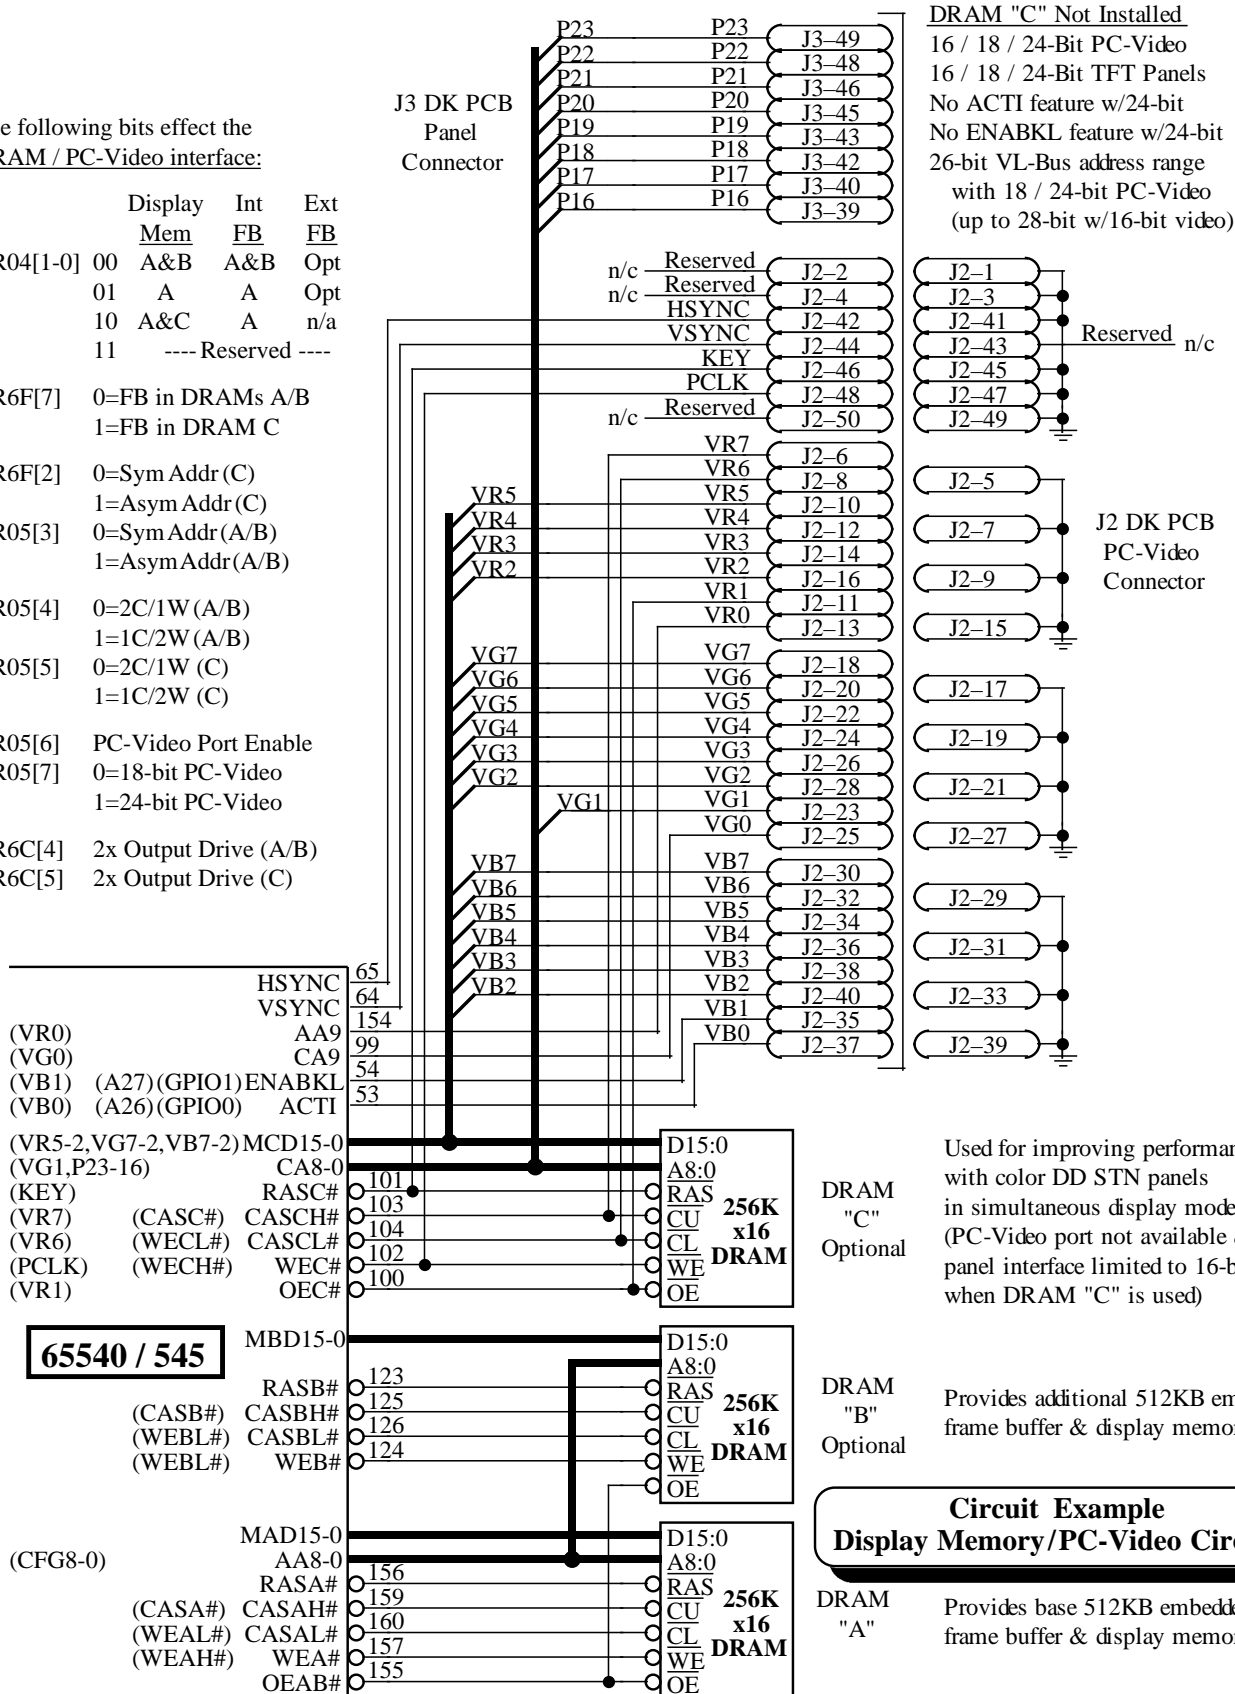 DRAM "C" Not Installed
16 / 18 / 24-Bit PC-Video
16 / 18 / 24-Bit TFT Panels
No ACTI feature w/24-bit
No ENABKL feature w/24-bit
26-bit VL-Bus address range
with 18 / 24-bit PC-Video
(up to 28-bit w/16-bit video)
J3 DK PCB
Panel
Connector
P23 P23 J3–49
P22 P22 J3–48
P21 P21 J3–46
P20 P20 J3–45
P19 P19 J3–43
P18 P18 J3–42
P17 P17 J3–40
P16 P16 J3–39
e following bits effect the
RAM / PC-Video interface:
Display Int Ext
Mem FB FB
R04[1-0] 00 A&B A&B Opt
01 A A Opt
10 A&C A n/a
11 ---- Reserved ----
R6F[7] 0=FB in DRAMs A/B
1=FB in DRAM C
R6F[2] 0=Sym Addr (C)
1=Asym Addr (C)
R05[3] 0=Sym Addr (A/B)
1=Asym Addr (A/B)
R05[4] 0=2C/1W (A/B)
1=1C/2W (A/B)
R05[5] 0=2C/1W (C)
1=1C/2W (C)
R05[6] PC-Video Port Enable
R05[7] 0=18-bit PC-Video
1=24-bit PC-Video
R6C[4] 2x Output Drive (A/B)
R6C[5] 2x Output Drive (C)
n/c Reserved J2–2 J2–1
n/c Reserved J2–4 J2–3
HSYNC J2–42 J2–41
VSYNC J2–44 J2–43 Reserved n/c
KEY J2–46 J2–45
PCLK J2–48 J2–47
n/c Reserved J2–50 J2–49
VR7 J2–6
VR6 J2–8 J2–5
VR5 VR5 J2–10
VR4 VR4 J2–12 J2–7
VR3 VR3 J2–14
VR2 VR2 J2–16 J2–9
VR1 J2–11
VR0 J2–13 J2–15
J2 DK PCB
PC-Video
Connector
VG7 VG7 J2–18
VG6 VG6 J2–20 J2–17
VG5 VG5 J2–22
VG4 VG4 J2–24 J2–19
VG3 VG3 J2–26
VG2 VG2 J2–28 J2–21
VG1 VG1 J2–23
VG0 J2–25 J2–27
VB7 VB7 J2–30
VB6 VB6 J2–32 J2–29
VB5 VB5 J2–34
VB4 VB4 J2–36 J2–31
VB3 VB3 J2–38
VB2 VB2 J2–40 J2–33
VB1 J2–35
VB0 J2–37 J2–39
HSYNC 65
VSYNC 64
(VR0) AA9 154
(VG0) CA9 99
(VB1) (A27) (GPIO1) ENABKL 54
(VB0) (A26) (GPIO0) ACTI 53
(VR5-2,VG7-2,VB7-2) MCD15-0 D15:0
(VG1,P23-16) CA8-0 A8:0
(KEY) RASC# 101 RAS
(VR7) (CASC#) CASCH# 103 CU
(VR6) (WECL#) CASCL# 104 CL
(PCLK) (WECH#) WEC# 102 WE
(VR1) OEC# 100 OE
256K
x16
DRAM
DRAM
"C"
Optional
Used for improving
with color DD STN panels
in simultaneous display
(PC-Video port not available
panel interface limited to
when DRAM "C" is used)
65540 / 545
MBD15-0 D15:0
A8:0
RASB# 123 RAS
(CASB#) CASBH# 125 CU
(WEBL#) CASBL# 126 CL
(WEBL#) WEB# 124 WE
OE
256K
x16
DRAM
DRAM
"B"
Optional
Provides additional 512KB
frame buffer & display
Circuit Example
Display Memory/PC-Video
MAD15-0 D15:0
(CFG8-0) AA8-0 A8:0
RASA# 156 RAS
(CASA#) CASAH# 159 CU
(WEAL#) CASAL# 160 CL
(WEAH#) WEA# 157 WE
OEAB# 155 OE
256K
x16
DRAM
DRAM
"A"
Provides base 512KB
frame buffer & display